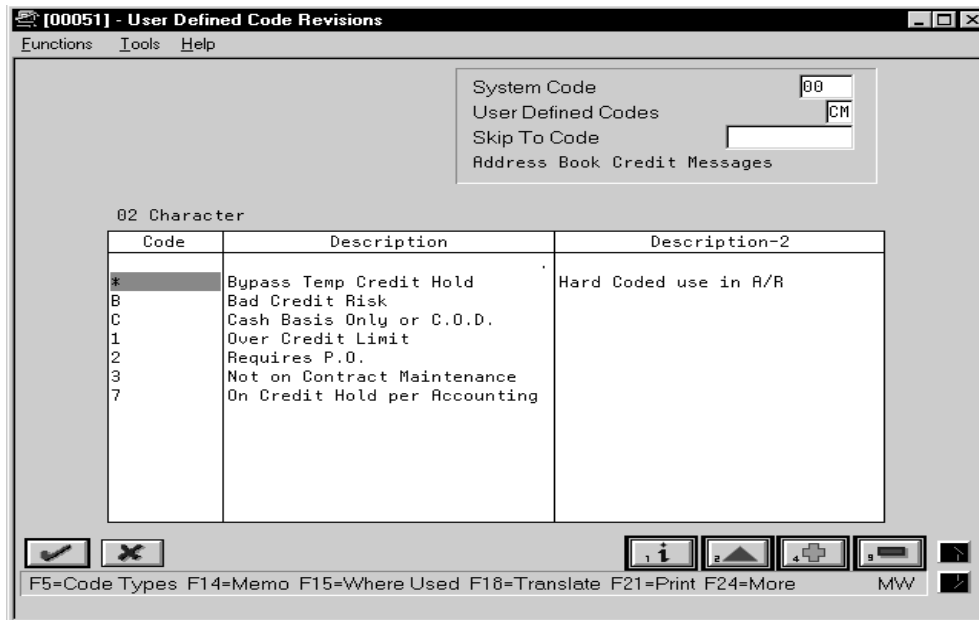 [00051] - User Defined Code Revisions
Functions Tools Help
System Code 00
User Defined Codes CM
Skip To Code
Address Book Credit Messages
02 Character
Code Description Description-2
.
* Bypass Temp Credit Hold Hard Coded use in A/R
B Bad Credit Risk
C Cash Basis Only or C.O.D.
1 Over Credit Limit
2 Requires P.O.
3 Not on Contract Maintenance
7 On Credit Hold per Accounting
1 i 2 4 9
F5=Code Types F14=Memo F15=Where Used F18=Translate F21=Print F24=More MW